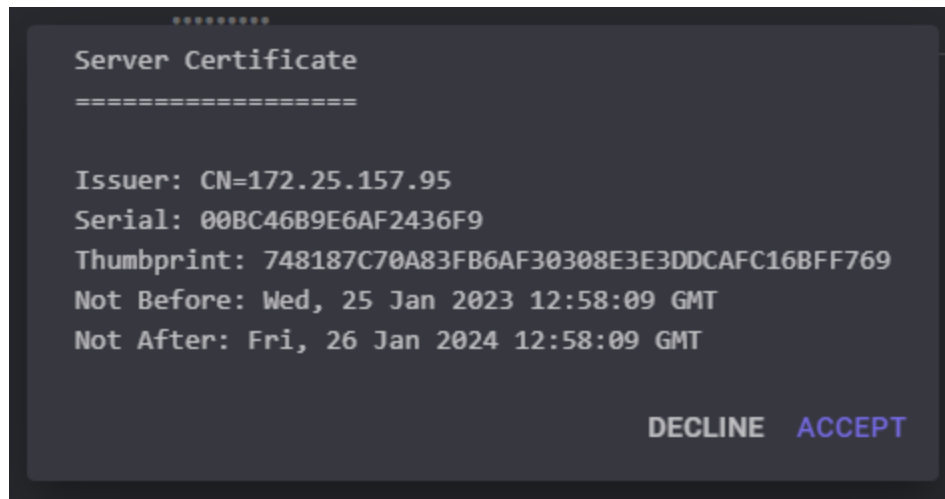 •••••••••
Server Certificate
==================
Issuer: CN=172.25.157.95
Serial: 00BC46B9E6AF2436F9
Thumbprint: 748187C70A83FB6AF30308E3E3DDCAFC16BFF769
Not Before: Wed, 25 Jan 2023 12:58:09 GMT
Not After: Fri, 26 Jan 2024 12:58:09 GMT
DECLINE ACCEPT